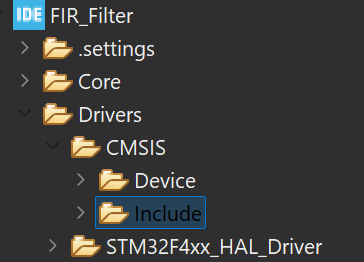 IDE FIR_Filter
.settings
Core
Drivers
CMSIS
Device
Include
STM32F4xx_HAL_Driver